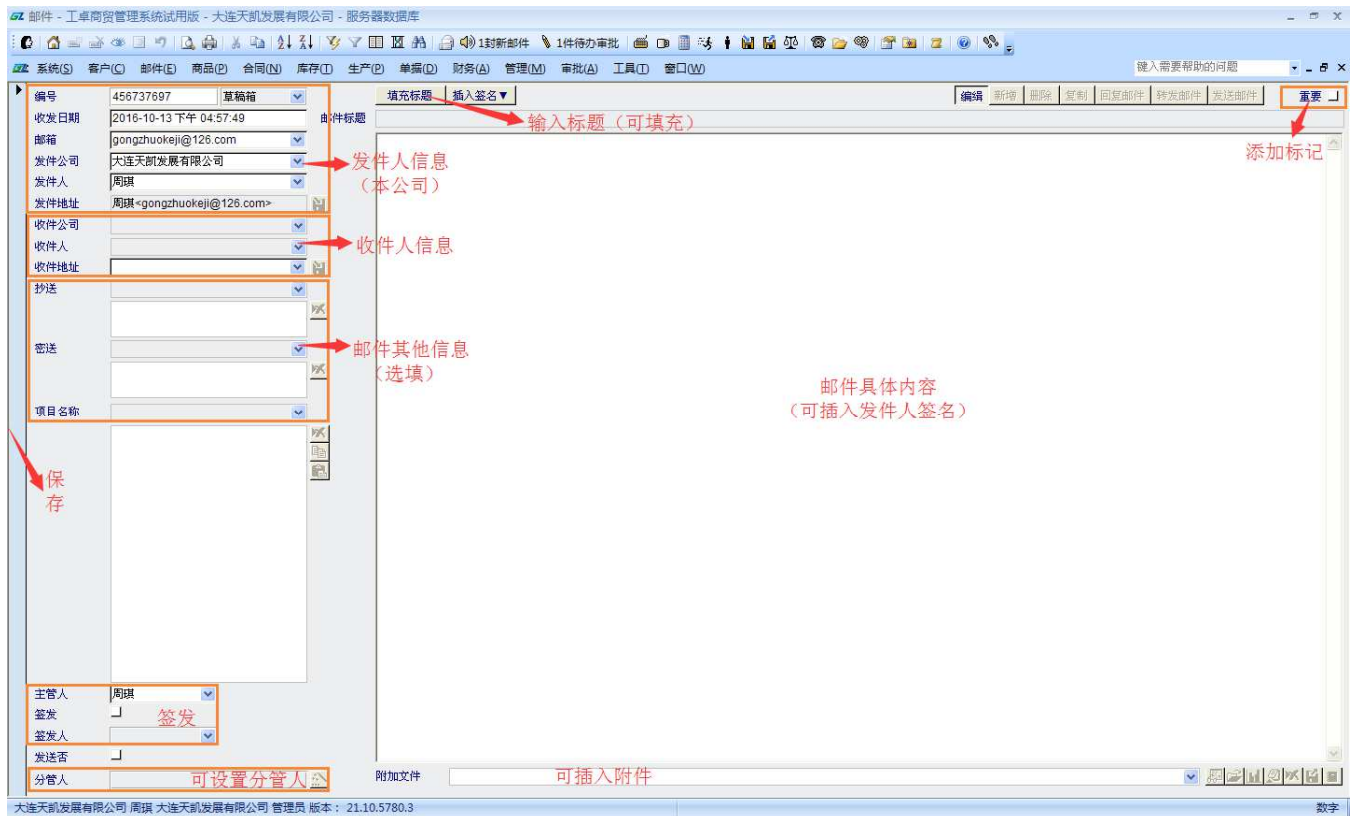 GZ 邮件 - 工卓商贸管理系统试用版 - 大连天凯发展有限公司 - 服务器数据库
1封新邮件 1件待办审批
GZ 系统(S) 客户(C) 邮件(E) 商品(P) 合同(N) 库存(T) 生产(P) 单据(D) 财务(A) 管理(M) 审批(A) 工具(T) 窗口(W) 键入需要帮助的问题
编号 456737697 草稿箱 填充标题 插入签名▼ 编缉 新增 删除 复制 回复邮件 转发邮件 发送邮件 重要
收发日期 2016-10-13 下午 04:57:49 邮件标题
输入标题（可填充）
邮箱 gongzhuokeji@126.com
添加标记
发件公司 大连天凯发展有限公司
发件人信息
（本公司）
发件人 周琪
发件地址 周琪<gongzhuokeji@126.com>
收件公司
收件人
收件人信息
收件地址
抄送
密送
邮件其他信息
（选填）
项目名称
邮件具体内容
（可插入发件人签名）
保
存
主管人 周琪
签发
签发
签发人
发送否
分管人 可设置分管人
附加文件 可插入附件
大连天凯发展有限公司 周琪 大连天凯发展有限公司 管理员 版本： 21.10.5780.3 数字